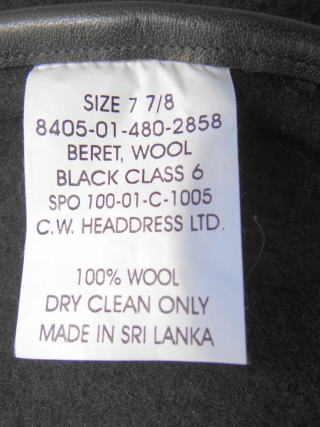 SIZE 7 7/8
8405-01-480-2858
BERET, WOOL
BLACK CLASS 6
SPO 100-01-C-1005
C.W. HEADDRESS LTD.
100% WOOL
DRY CLEAN ONLY
MADE IN SRI LANKA